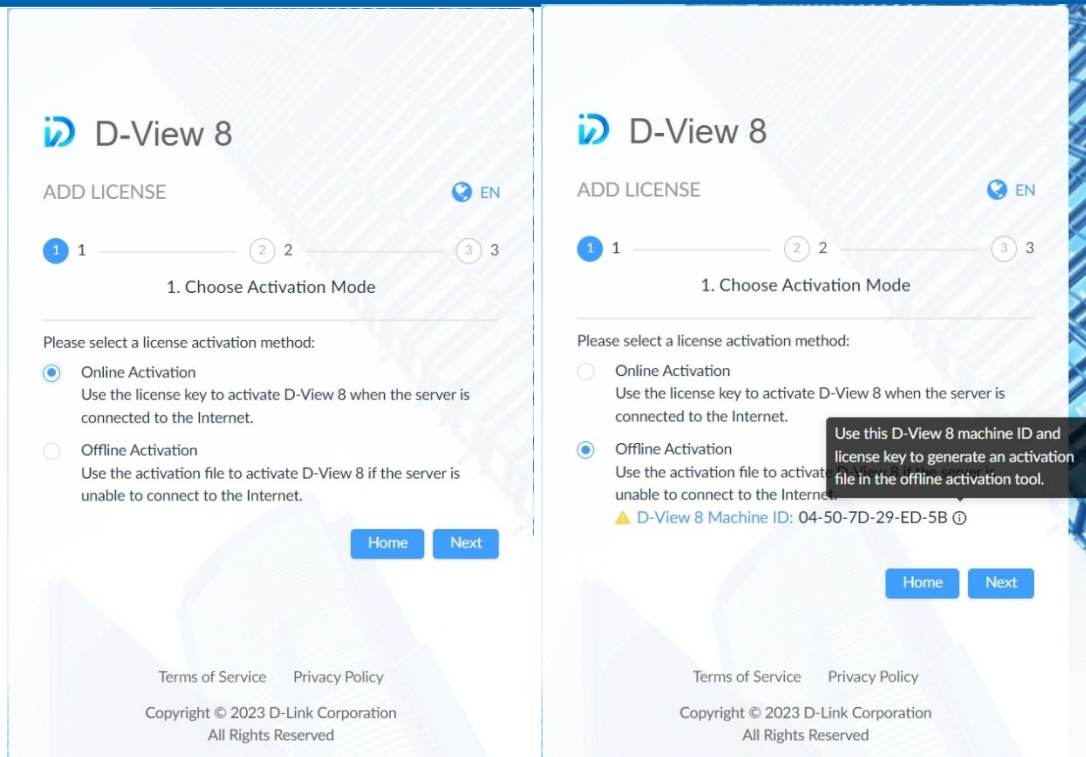 D-View 8
ADD LICENSE
EN
1 1 2 2 3 3
1. Choose Activation Mode
Please select a license activation method:
Online Activation
Use the license key to activate D-View 8 when the server is
connected to the Internet.
Offline Activation
Use the activation file to activate D-View 8 if the server is
unable to connect to the Internet.
Home Next
Terms of Service Privacy Policy
Copyright © 2023 D-Link Corporation
All Rights Reserved
D-View 8
ADD LICENSE
EN
1 1 2 2 3 3
1. Choose Activation Mode
Please select a license activation method:
Online Activation
Use the license key to activate D-View 8 when the server is
connected to the Internet.
Offline Activation
Use the activation file to activate D-View 8 if the server is
unable to connect to the Internet.
Use this D-View 8 machine ID and
license key to generate an activation
file in the offline activation tool.
D-View 8 Machine ID: 04-50-7D-29-ED-5B
Home Next
Terms of Service Privacy Policy
Copyright © 2023 D-Link Corporation
All Rights Reserved